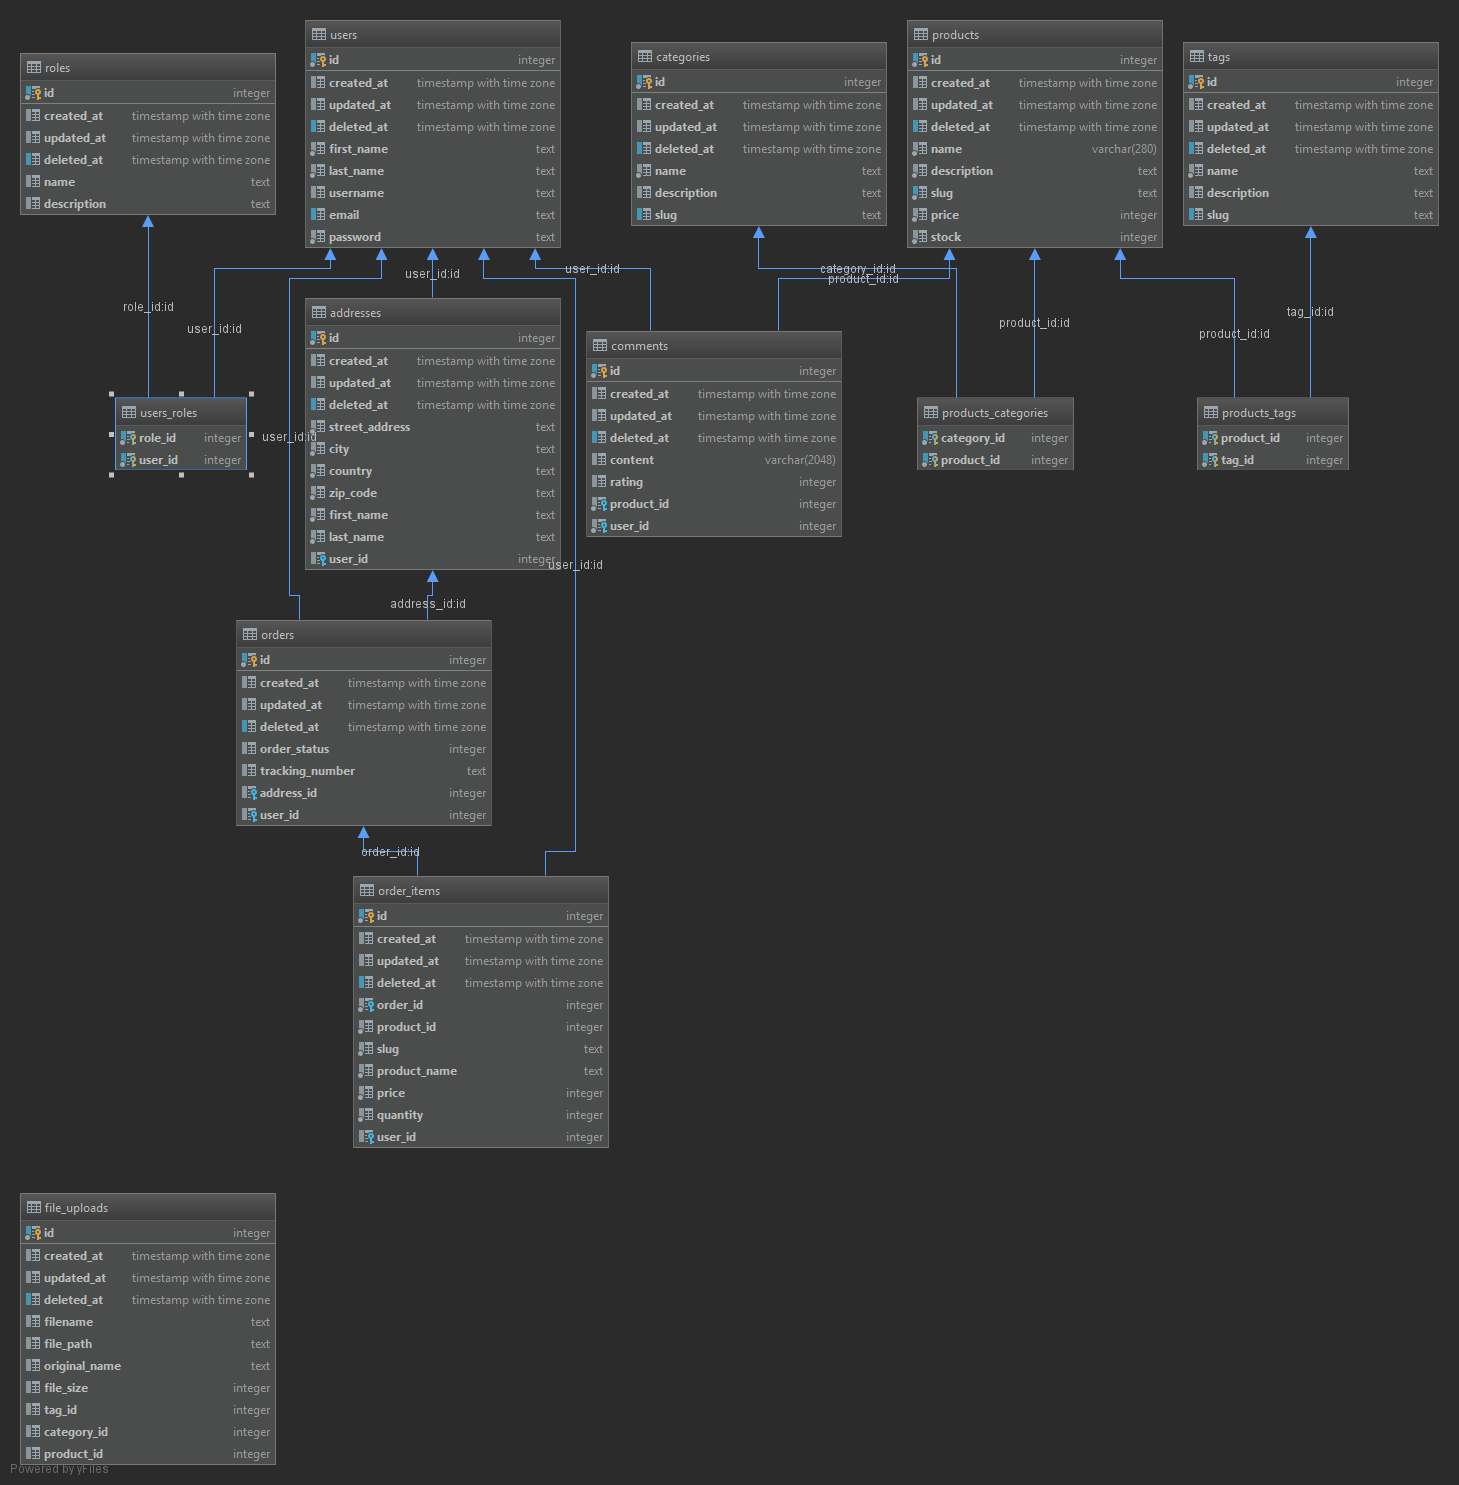 roles
id integer
created_at timestamp with time zone
updated_at timestamp with time zone
deleted_at timestamp with time zone
name text
description text
users
id integer
created_at timestamp with time zone
updated_at timestamp with time zone
deleted_at timestamp with time zone
first_name text
last_name text
username text
email text
password text
categories
id integer
created_at timestamp with time zone
updated_at timestamp with time zone
deleted_at timestamp with time zone
name text
description text
slug text
products
id integer
created_at timestamp with time zone
updated_at timestamp with time zone
deleted_at timestamp with time zone
name varchar(280)
description text
slug text
price integer
stock integer
tags
id integer
created_at timestamp with time zone
updated_at timestamp with time zone
deleted_at timestamp with time zone
name text
description text
slug text
role_id:id
user_id:id
user_id:id
user_id:id
category_id:id
product_id:id
product_id:id
product_id:id
tag_id:id
addresses
id integer
created_at timestamp with time zone
updated_at timestamp with time zone
deleted_at timestamp with time zone
street_address text
city text
country text
zip_code text
first_name text
last_name text
user_id integer
comments
id integer
created_at timestamp with time zone
updated_at timestamp with time zone
deleted_at timestamp with time zone
content varchar(2048)
rating integer
product_id integer
user_id integer
users_roles
role_id integer
user_id integer
user_id:id
products_categories
category_id integer
product_id integer
products_tags
product_id integer
tag_id integer
user_id:id
address_id:id
orders
id integer
created_at timestamp with time zone
updated_at timestamp with time zone
deleted_at timestamp with time zone
order_status integer
tracking_number text
address_id integer
user_id integer
order_id:id
order_items
id integer
created_at timestamp with time zone
updated_at timestamp with time zone
deleted_at timestamp with time zone
order_id integer
product_id integer
slug text
product_name text
price integer
quantity integer
user_id integer
file_uploads
id integer
created_at timestamp with time zone
updated_at timestamp with time zone
deleted_at timestamp with time zone
filename text
file_path text
original_name text
file_size integer
tag_id integer
category_id integer
product_id integer
Powered by yFiles